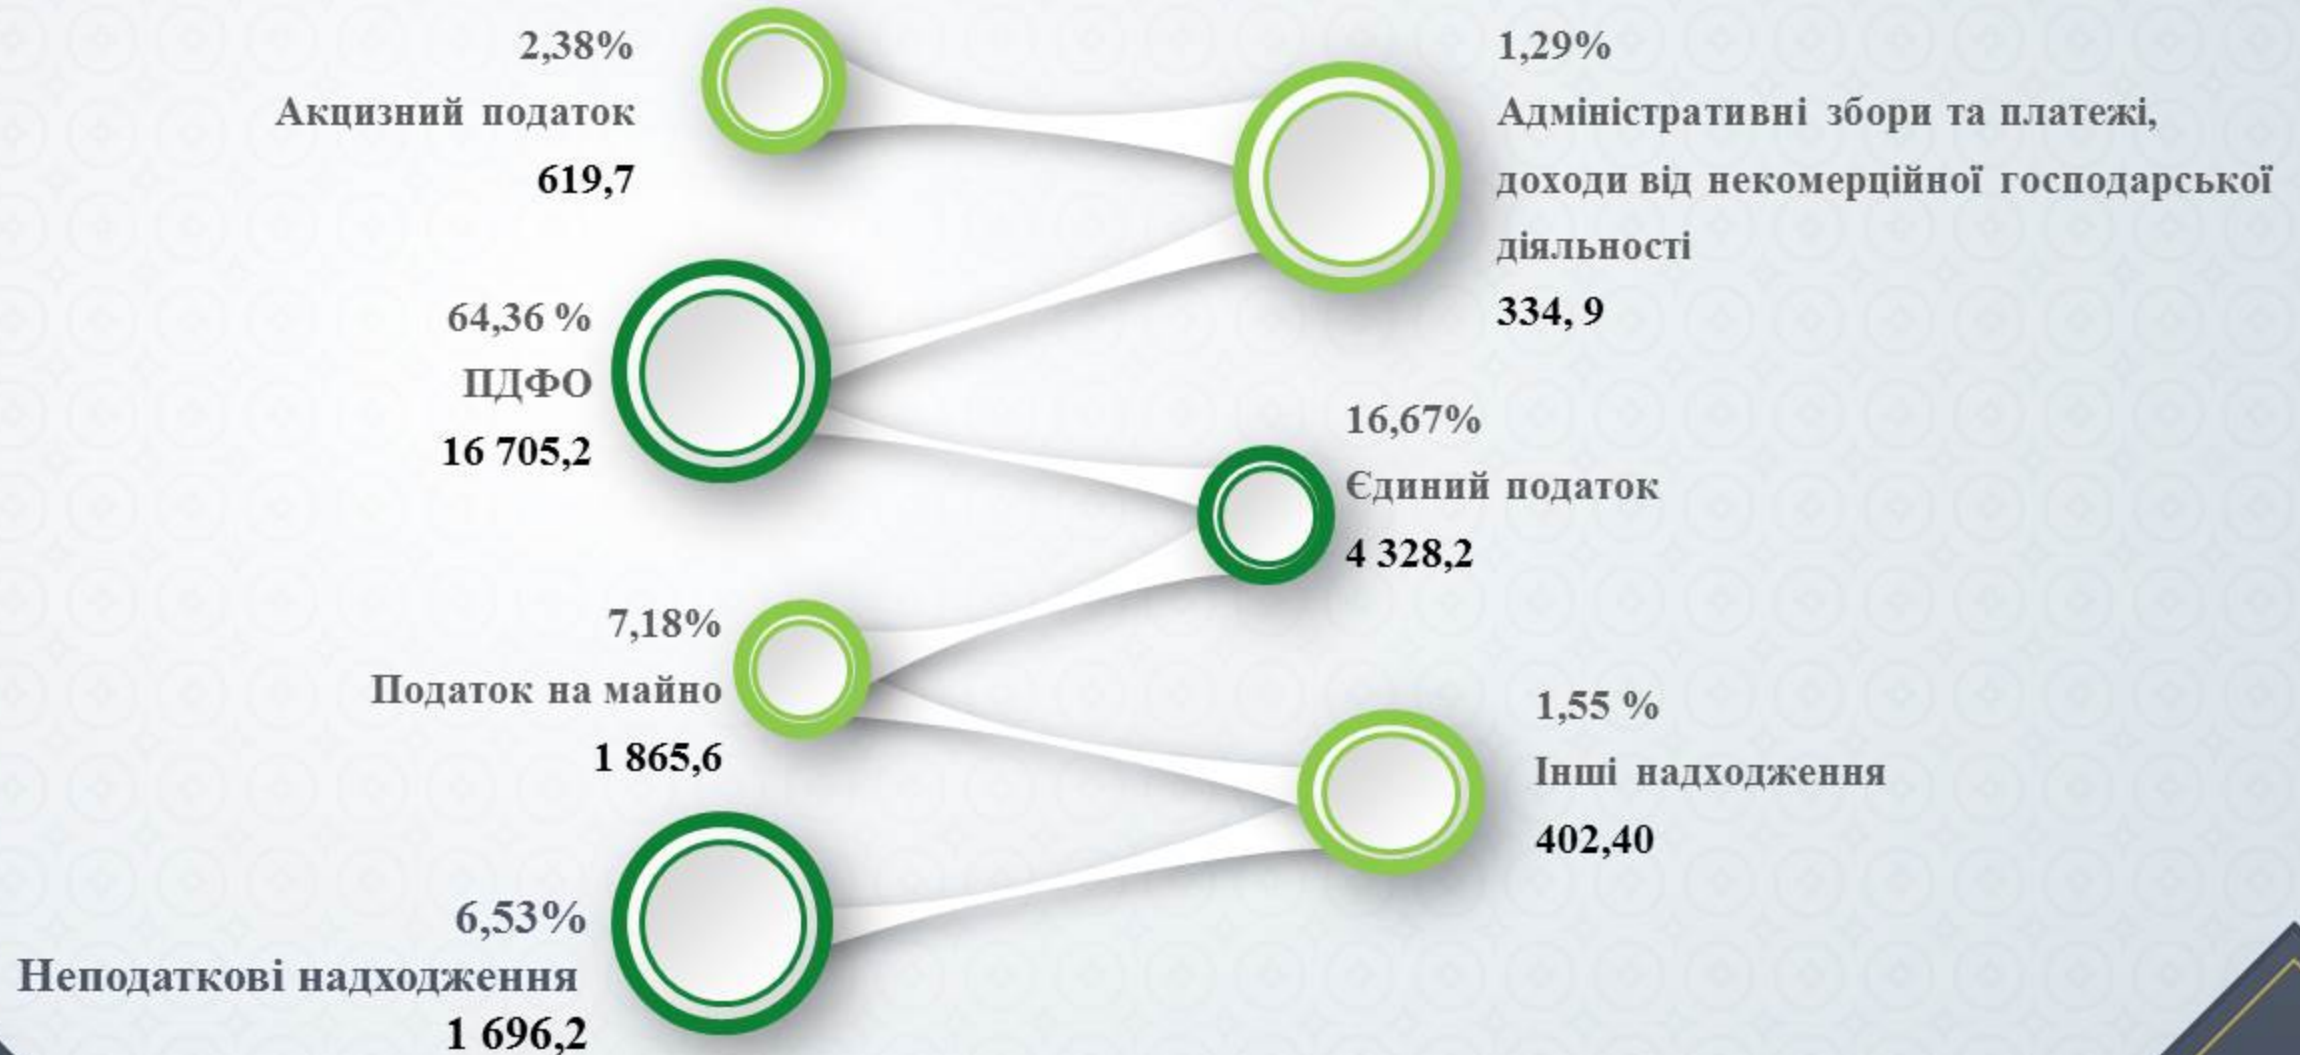 2,38%
Акцизний податок
619,7
1,29%
Адміністративні збори та платежі,
доходи від некомерційної господарської
діяльності
334, 9
64,36 %
ПДФО
16 705,2
16,67%
Єдиний податок
4 328,2
7,18%
Податок на майно
1 865,6
1,55 %
Інші надходження
402,40
6,53%
Неподаткові надходження
1 696,2